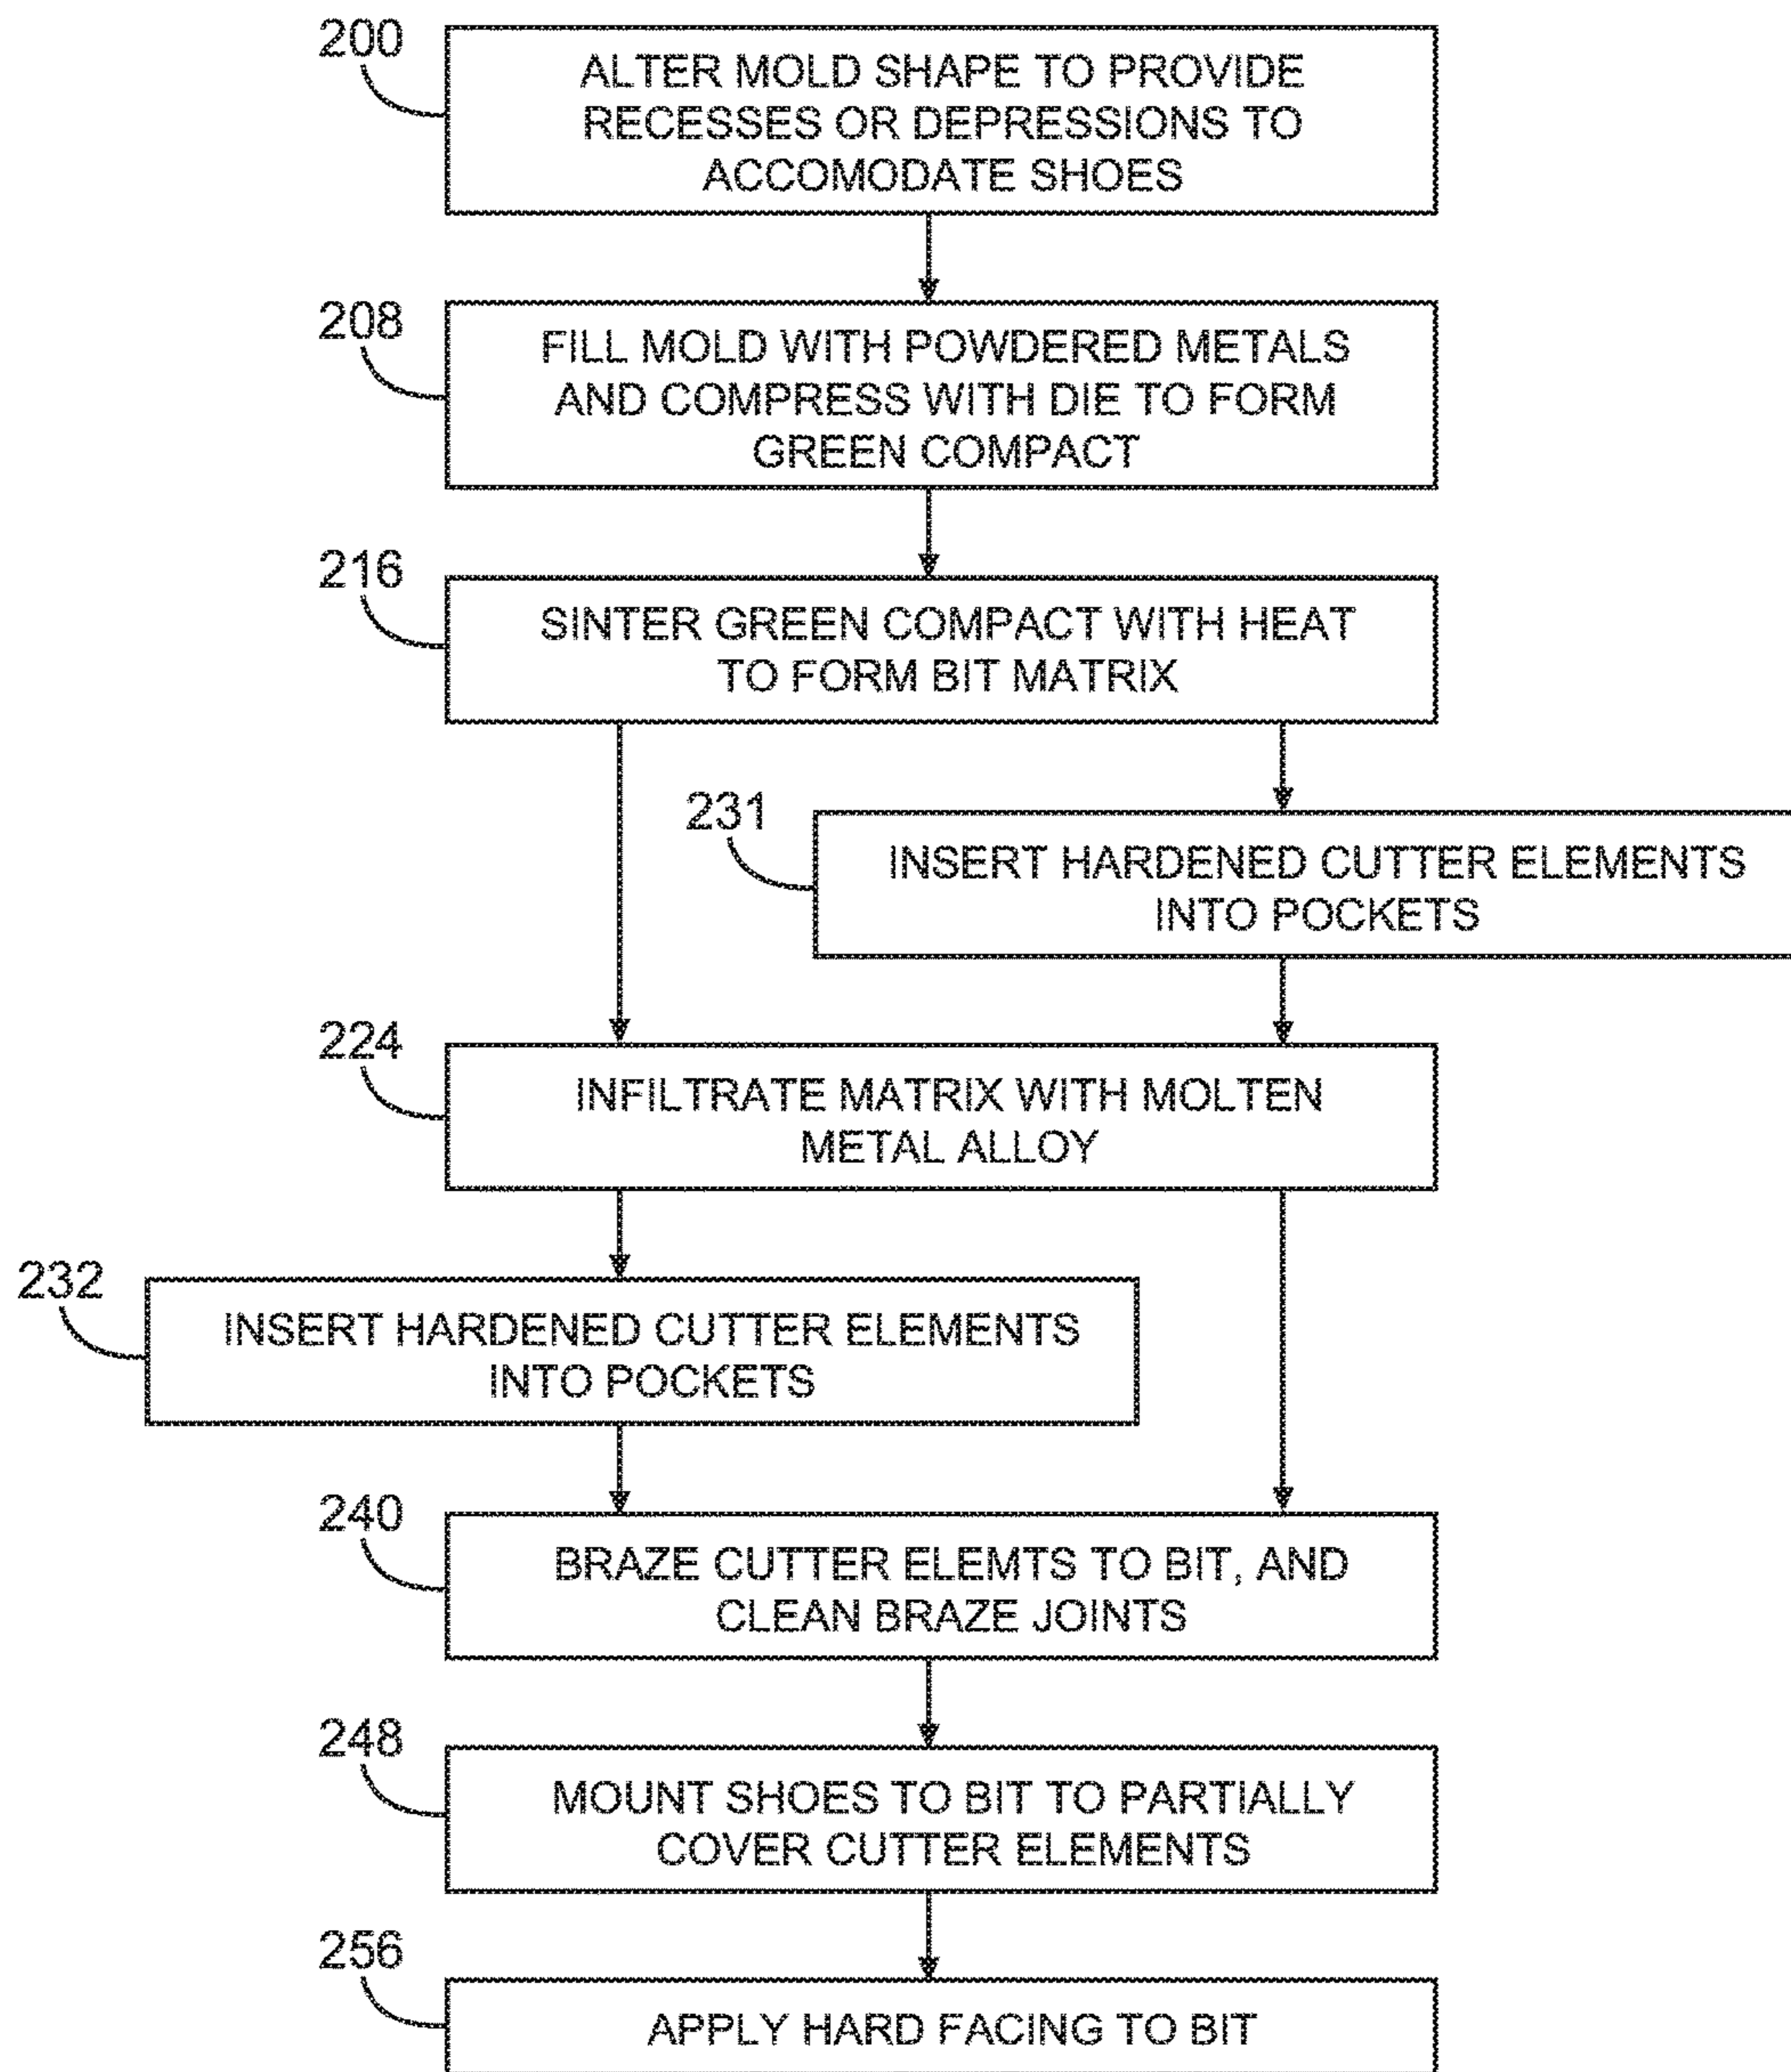 200
ALTER MOLD SHAPE TO PROVIDE
RECESSES OR DEPRESSIONS TO
ACCOMODATE SHOES
208
FILL MOLD WITH POWDERED METALS
AND COMPRESS WITH DIE TO FORM
GREEN COMPACT
216
SINTER GREEN COMPACT WITH HEAT
TO FORM BIT MATRIX
231
INSERT HARDENED CUTTER ELEMENTS
INTO POCKETS
224
INFILTRATE MATRIX WITH MOLTEN
METAL ALLOY
232
INSERT HARDENED CUTTER ELEMENTS
INTO POCKETS
240
BRAZE CUTTER ELEMTS TO BIT, AND
CLEAN BRAZE JOINTS
248
MOUNT SHOES TO BIT TO PARTIALLY
COVER CUTTER ELEMENTS
256
APPLY HARD FACING TO BIT